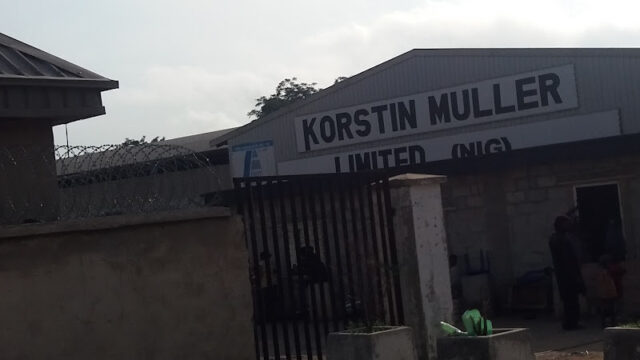 KORSTIN MULLER
LIMITED (NIG)